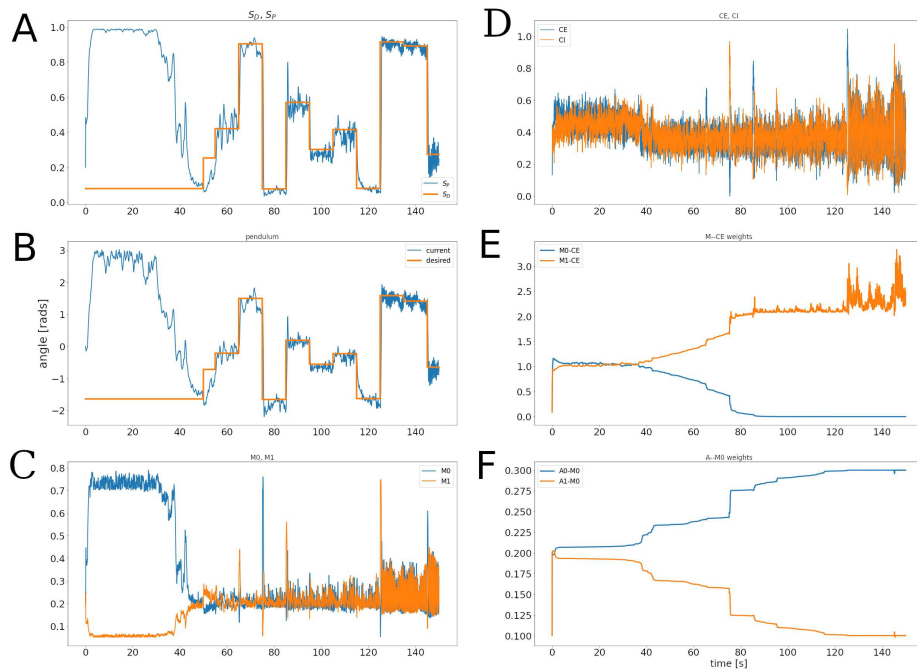 A
S_D, S_P
1.0
0.8
0.6
0.4
0.2
0.0
S_P
S_D
0 20 40 60 80 100 120 140
B
pendulum
angle [rads]
3
2
1
0
−1
−2
current
desired
0 20 40 60 80 100 120 140
C
M0, M1
0.8
0.7
0.6
0.5
0.4
0.3
0.2
0.1
M0
M1
0 20 40 60 80 100 120 140
D
CE, CI
CE
CI
1.0
0.8
0.6
0.4
0.2
0.0
0 20 40 60 80 100 120 140
E
M--CE weights
M0-CE
M1-CE
3.0
2.5
2.0
1.5
1.0
0.5
0.0
0 20 40 60 80 100 120 140
F
A--M0 weights
A0-M0
A1-M0
0.300
0.275
0.250
0.225
0.200
0.175
0.150
0.125
0.100
0 20 40 60 80 100 120 140
time [s]